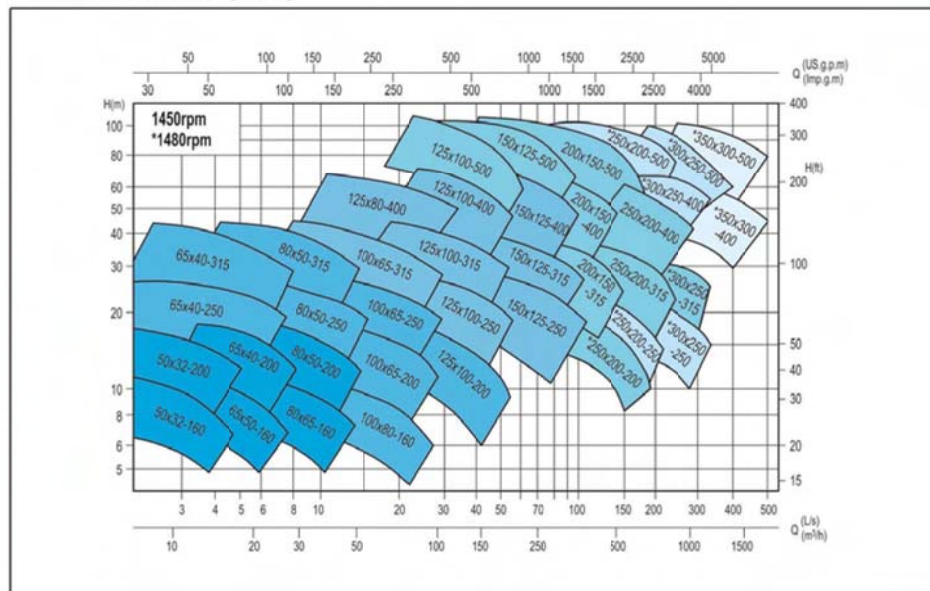 50 100 150 250 500 1000 1500 2500 5000 (US.g.p.m)
Q
30 50 100 150 250 500 1000 1500 2500 4000 (Imp.g.m)
H(m)
1450rpm
*1480rpm
100
80
60
50
40
30
20
10
8
6
5
400
300
H(ft)
200
100
50
40
30
20
15
125x100-500
150x125-500
200x150-500
*250x200-500
*300x250-500
*350x300-500
125x80-400
125x100-400
150x125-400
200x150
-400
250x200-400
*300x250-400
*350x300
-400
65x40-315
80x50-315
100x65-315
125x100-315
150x125-315
200x150
-315
250x200-315
*300x250
-315
65x40-250
80x50-250
100x65-250
125x100-250
150x125-250
*250x200-250
*300x250
-250
50x32-200
65x40-200
80x50-200
100x65-200
125x100-200
*250x200-200
50x32-160
65x50-160
80x65-160
100x80-160
3 4 5 6 8 10 20 30 40 50 60 70 100 150 200 300 400 500 (L/s)
Q
10 20 30 50 100 150 250 500 1000 1500 (m³/h)